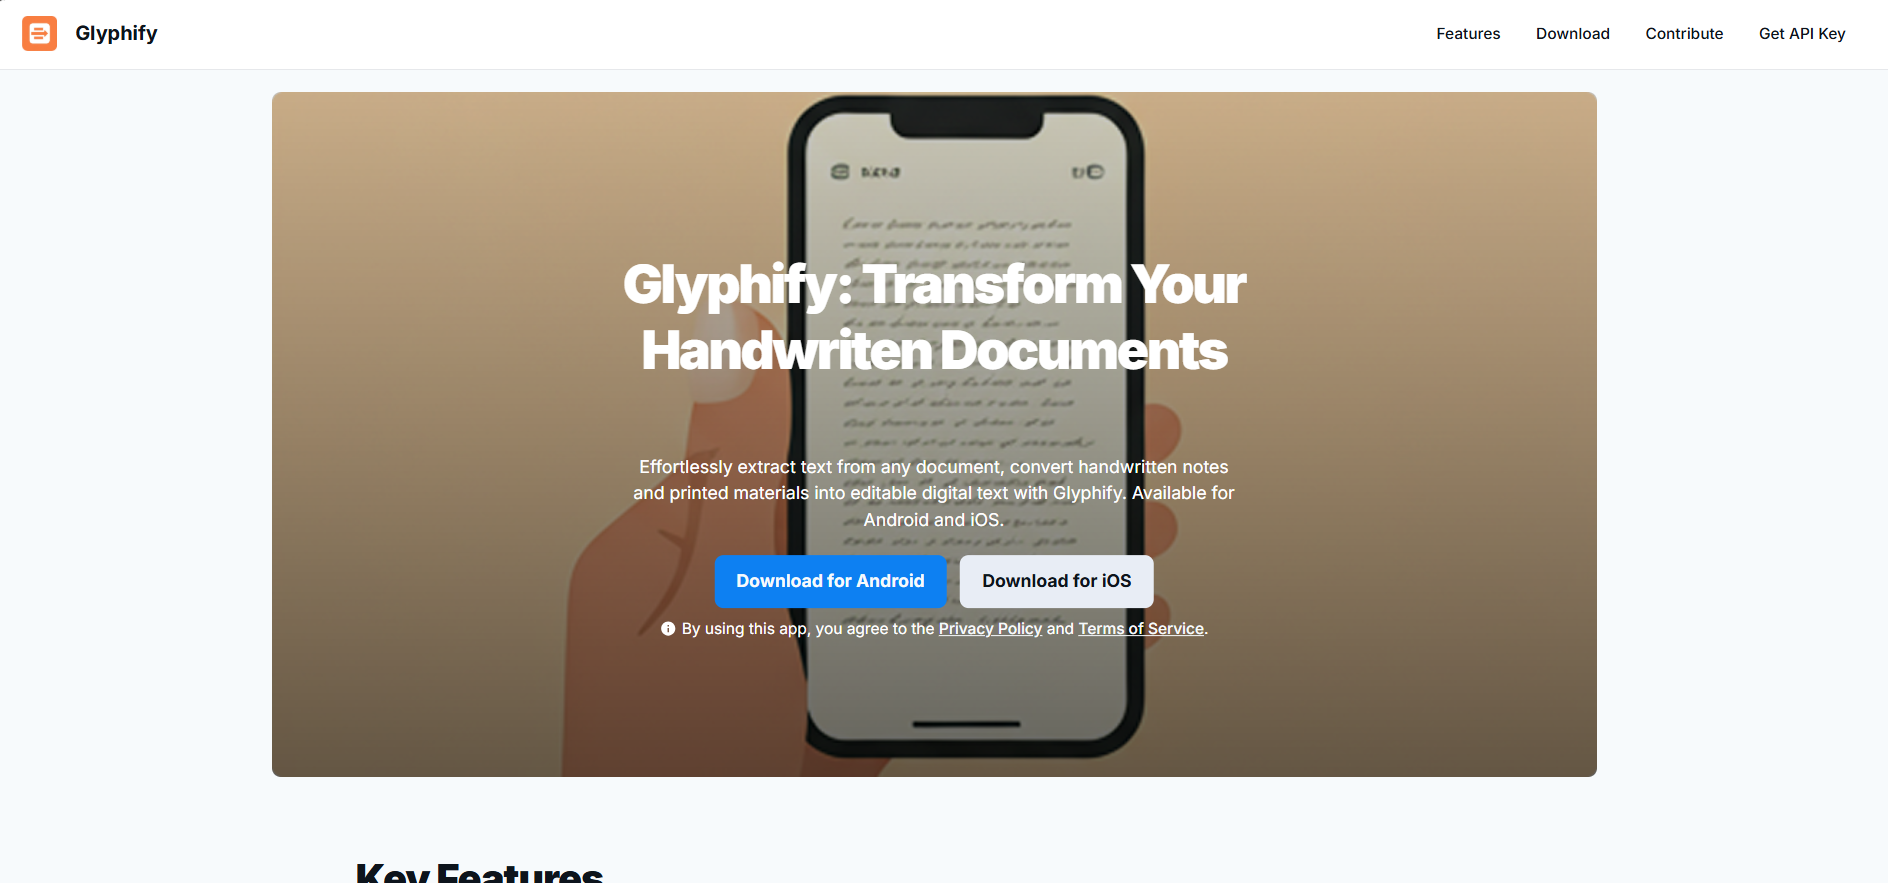 Glyphify
Features
Download
Contribute
Get API Key
Glyphify: Transform Your
Handwriten Documents
Effortlessly extract text from any document, convert handwritten notes
and printed materials into editable digital text with Glyphify. Available for
Android and iOS.
Download for Android
Download for iOS
By using this app, you agree to the Privacy Policy and Terms of Service.
Key Features